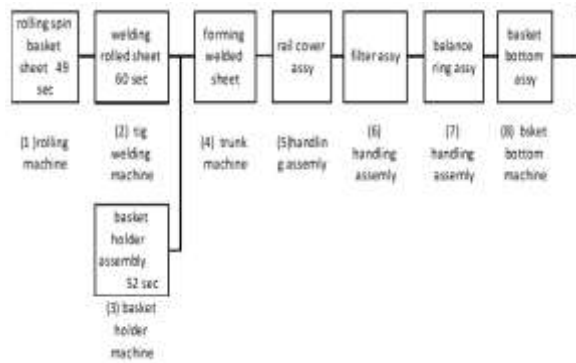 rolling spin
basket
sheet 49
sec
welding
rolled sheet
60 sec
forming
welded
sheet
rail cover
assy
filter assy
balance
ring assy
basket
bottom
assy
(1 )rolling
machine
(2) tig
welding
machine
(4) trunk
machine
(5)handlin
g assemly
(6)
handling
assemly
(7)
handling
assemly
(8) bsket
bottom
machine
basket
holder
assembly
52 sec
(3) basket
holder
machine